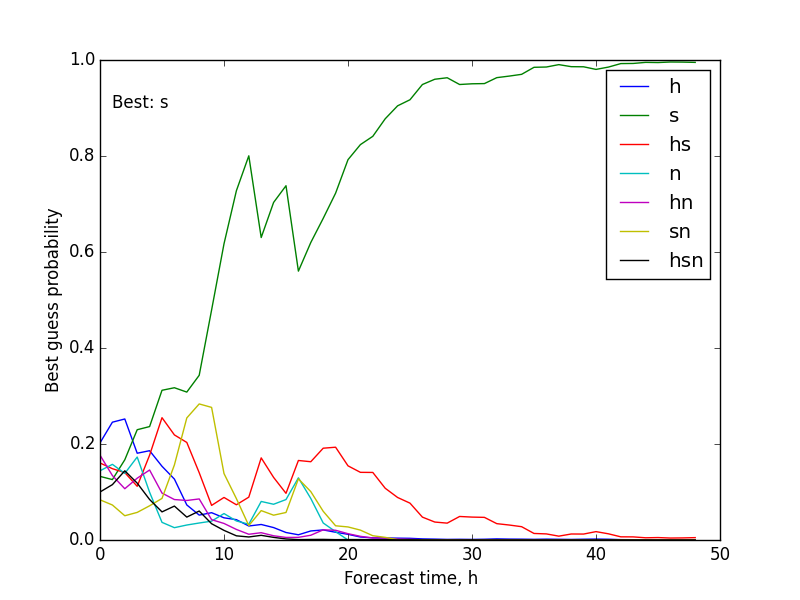 1.0
0.8
0.6
0.4
0.2
0.0
Best guess probability
Best: s
h
s
hs
n
hn
sn
hsn
0 10 20 30 40 50
Forecast time, h